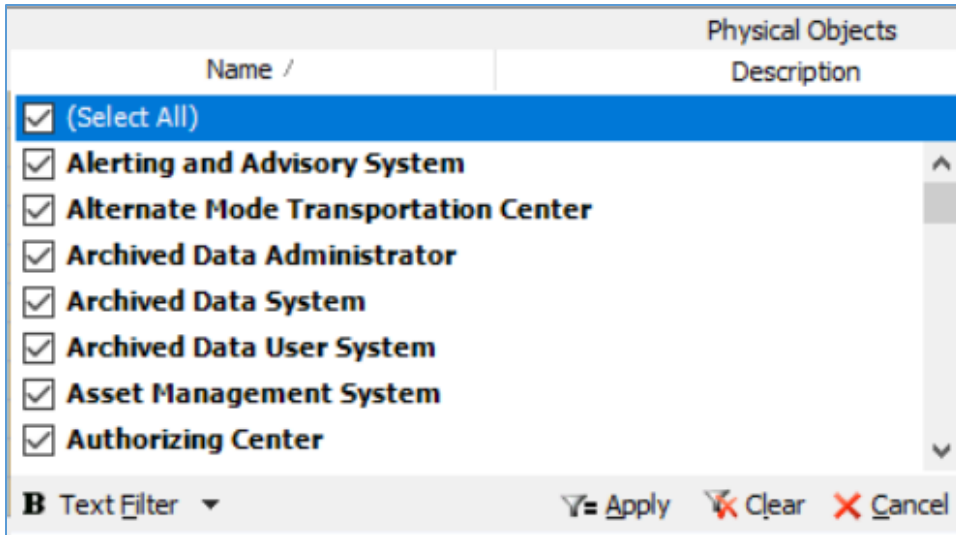 Physical Objects
Name / Description
(Select All)
Alerting and Advisory System
Alternate Mode Transportation Center
Archived Data Administrator
Archived Data System
Archived Data User System
Asset Management System
Authorizing Center
B Text Filter Apply Clear Cancel